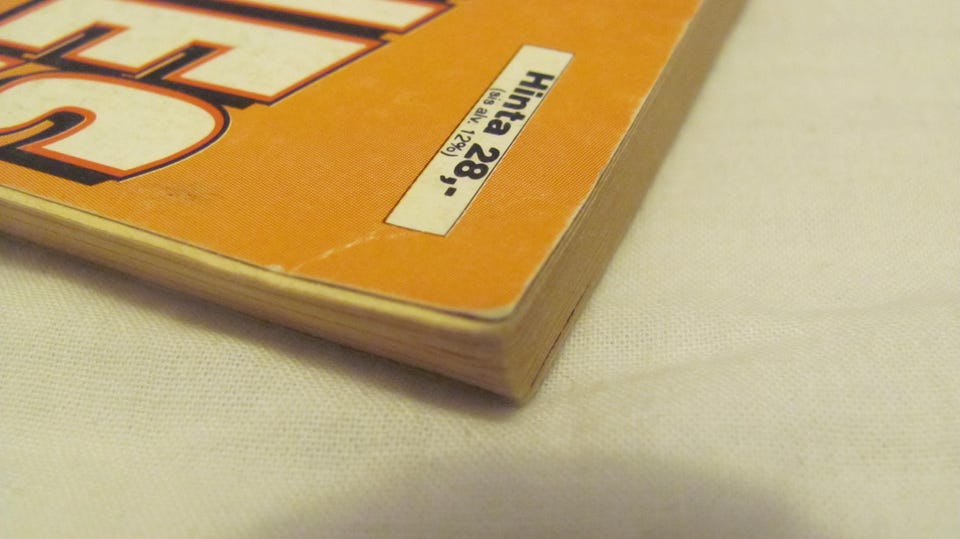 Hinta 28,-
(sis alv. 12%)